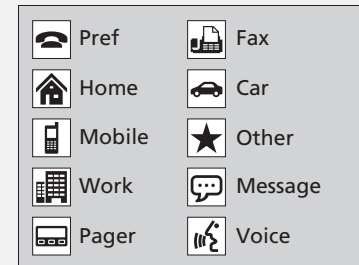 Pref
Home
Mobile
Work
Pager
Fax
Car
Other
Message
Voice